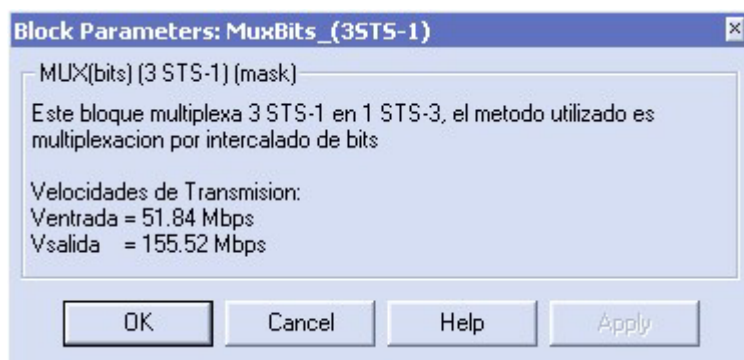 Block Parameters: MuxBits_(3STS-1)
MUX(bits) (3 STS-1) (mask)
Este bloque multiplexa 3 STS-1 en 1 STS-3, el metodo utilizado es
multiplexacion por intercalado de bits
Velocidades de Transmision:
Ventrada = 51.84 Mbps
Vsalida = 155.52 Mbps
OK Cancel Help Apply